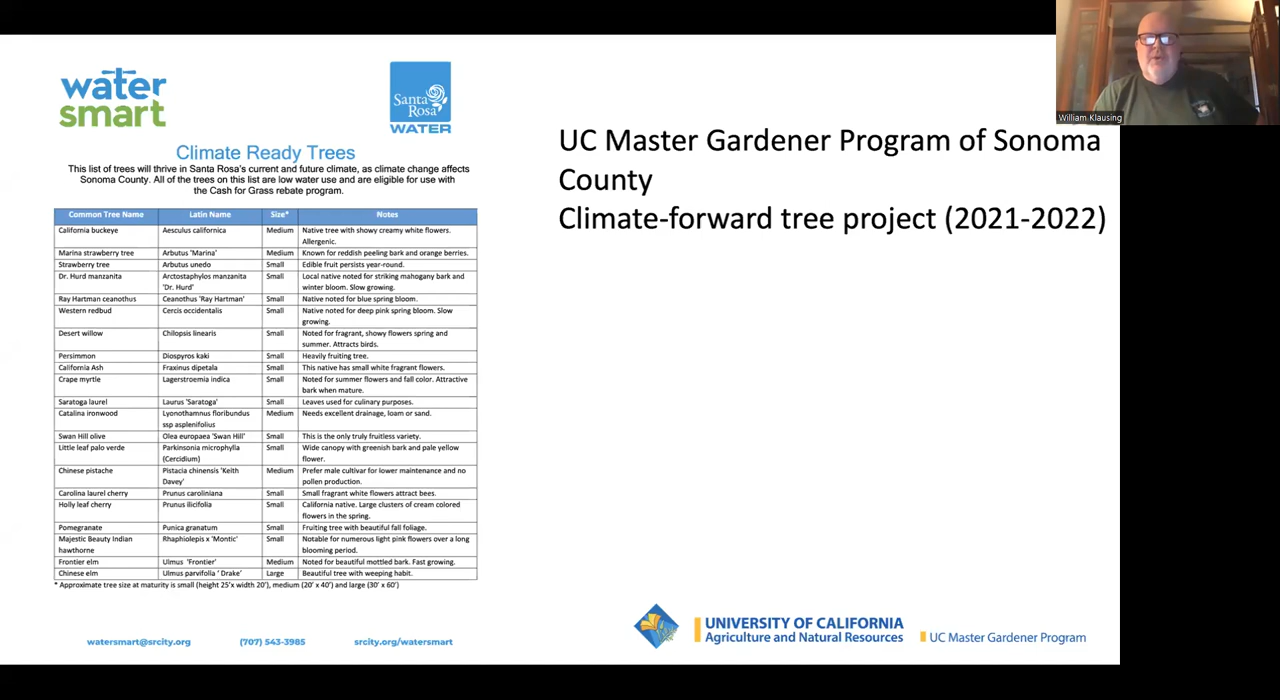 water
smart
Santa
Rosa
WATER
Climate Ready Trees
This list of trees will thrive in Santa Rosa's current and future climate, as climate change affects
Sonoma County. All of the trees on this list are low water use and are eligible for use with
the Cash for Grass rebate program.
Common Tree Name Latin Name Size* Notes
California buckeye Aesculus californica Medium Native tree with showy creamy white flowers.
Allergenic.
Marina strawberry tree Arbutus 'Marina' Medium Known for reddish peeling bark and orange berries.
Strawberry tree Arbutus unedo Small Edible fruit persists year-round.
Dr. Hurd manzanita Arctostaphylos manzanita Small Local native noted for striking mahogany bark and
'Dr. Hurd' winter bloom. Slow growing.
Ray Hartman ceanothus Ceanothus 'Ray Hartman' Small Native noted for blue spring bloom.
Western redbud Cercis occidentalis Small Native noted for deep pink spring bloom. Slow
growing.
Desert willow Chilopsis linearis Small Noted for fragrant, showy flowers spring and
summer. Attracts birds.
Persimmon Diospyros kaki Small Heavily fruiting tree.
California Ash Fraxinus dipetala Small This native has small white fragrant flowers.
Crape myrtle Lagerstroemia indica Small Noted for summer flowers and fall color. Attractive
bark when mature.
Saratoga laurel Laurus 'Saratoga' Small Leaves used for culinary purposes.
Catalina ironwood Lyonothamnus floribundus Medium Needs excellent drainage, loam or sand.
ssp asplenifolius
Swan Hill olive Olea europaea 'Swan Hill' Small This is the only truly fruitless variety.
Little leaf palo verde Parkinsonia microphylla Small Wide canopy with greenish bark and pale yellow
(Cercidium) flower.
Chinese pistache Pistacia chinensis 'Keith Medium Prefer male cultivar for lower maintenance and no
Davey' pollen production.
Carolina laurel cherry Prunus caroliniana Small Small fragrant white flowers attract bees.
Holly leaf cherry Prunus ilicifolia Small California native. Large clusters of cream colored
flowers in the spring.
Pomegranate Punica granatum Small Fruiting tree with beautiful fall foliage.
Majestic Beauty Indian Rhaphiolepis x 'Montic' Small Notable for numerous light pink flowers over a long
hawthorne blooming period.
Frontier elm Ulmus 'Frontier' Medium Noted for beautiful mottled bark. Fast growing.
Chinese elm Ulmus parvifolia ' Drake' Large Beautiful tree with weeping habit.
* Approximate tree size at maturity is small (height 25'x width 20'), medium (20' x 40') and large (30' x 60')
watersmart@srcity.org (707) 543-3985 srcity.org/watersmart
UC Master Gardener Program of Sonoma
County
Climate-forward tree project (2021-2022)
UNIVERSITY OF CALIFORNIA
Agriculture and Natural Resources UC Master Gardener Program
William Klausing